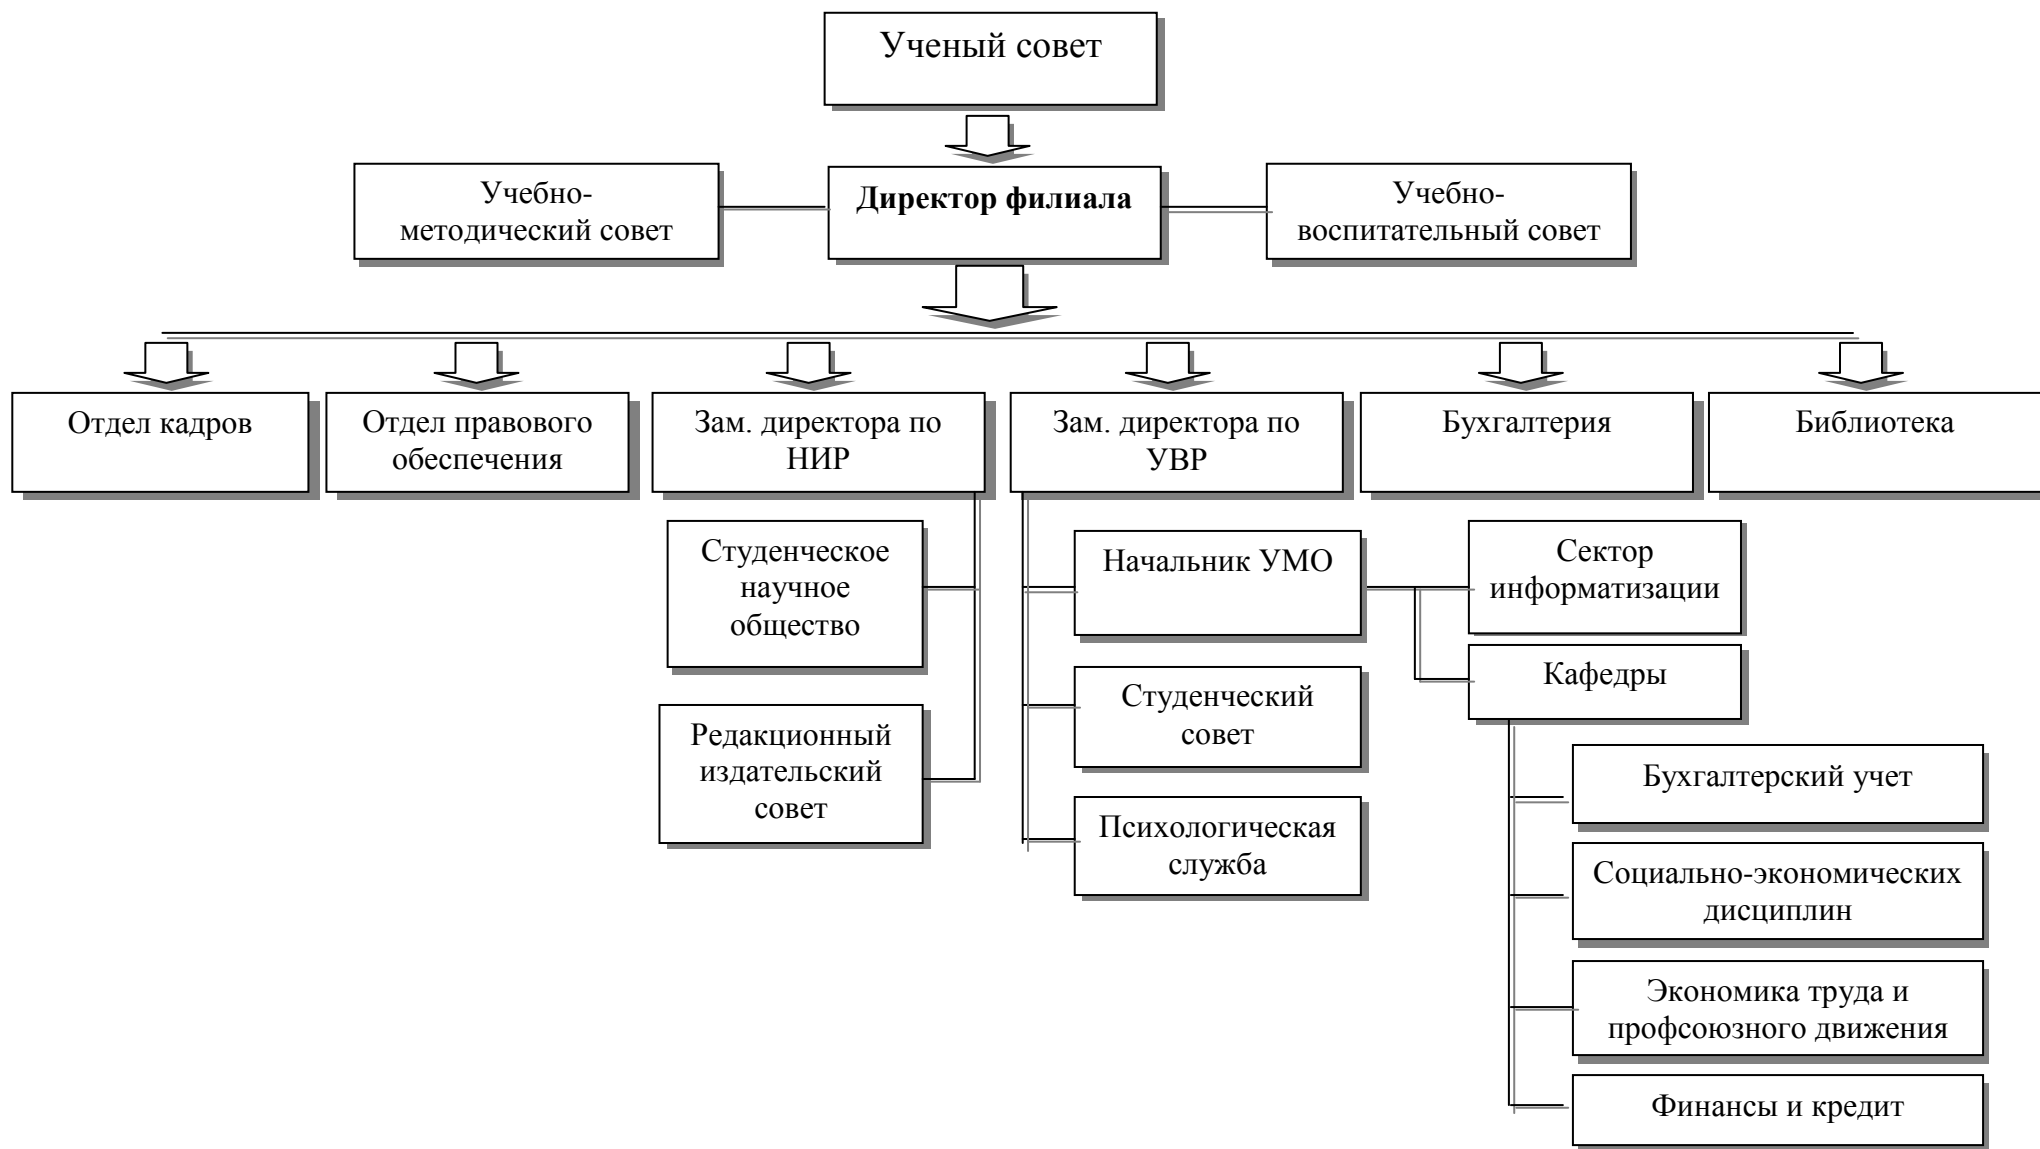 Ученый совет
Учебно-
методический совет
Директор филиала
Учебно-
воспитательный совет
Отдел кадров
Отдел правового
обеспечения
Зам. директора по
НИР
Зам. директора по
УВР
Бухгалтерия
Библиотека
Студенческое
научное
общество
Редакционный
издательский
совет
Начальник УМО
Студенческий
совет
Психологическая
служба
Сектор
информатизации
Кафедры
Бухгалтерский учет
Социально-экономических
дисциплин
Экономика труда и
профсоюзного движения
Финансы и кредит